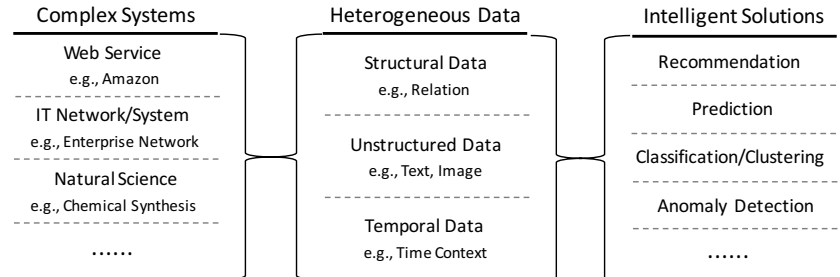 Complex Systems
Web Service
e.g., Amazon
IT Network/System
e.g., Enterprise Network
Natural Science
e.g., Chemical Synthesis
......
Heterogeneous Data
Structural Data
e.g., Relation
Unstructured Data
e.g., Text, Image
Temporal Data
e.g., Time Context
Intelligent Solutions
Recommendation
Prediction
Classification/Clustering
Anomaly Detection
......